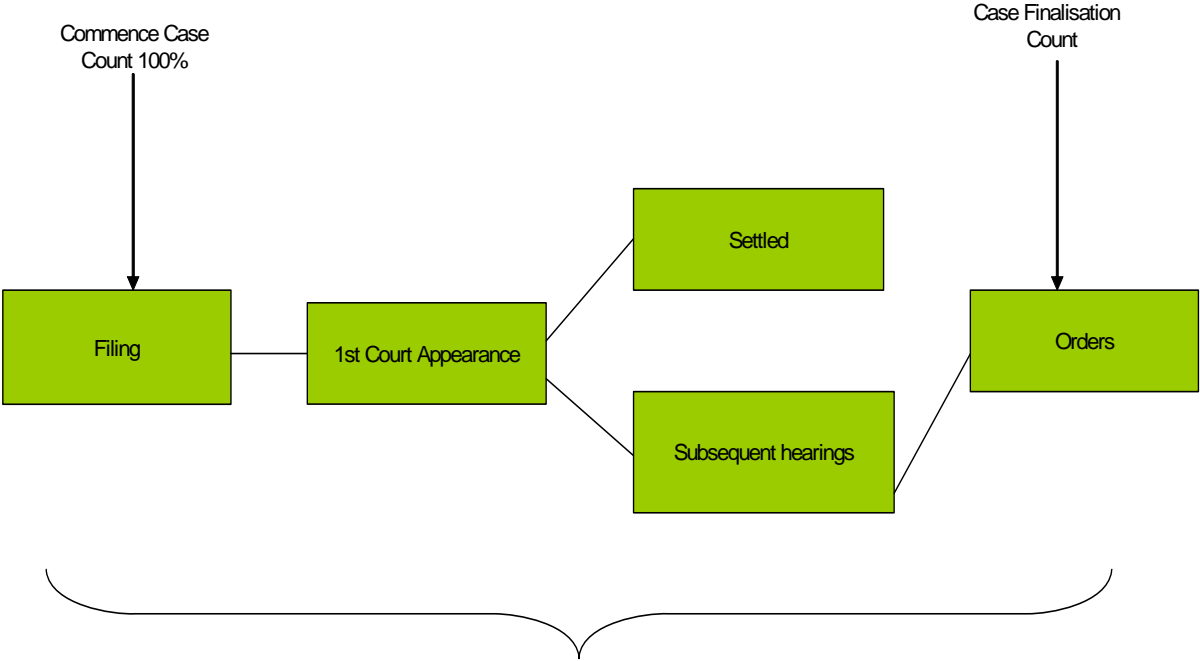 Commence Case
Count 100%
Case Finalisation
Count
Settled
Filing
1st Court Appearance
Orders
Subsequent hearings